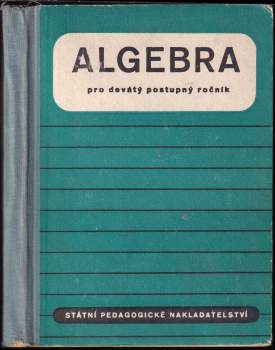 ALGEBRA
pro devátý postupný ročník
STÁTNÍ PEDAGOGICKÉ NAKLADATELSTVÍ